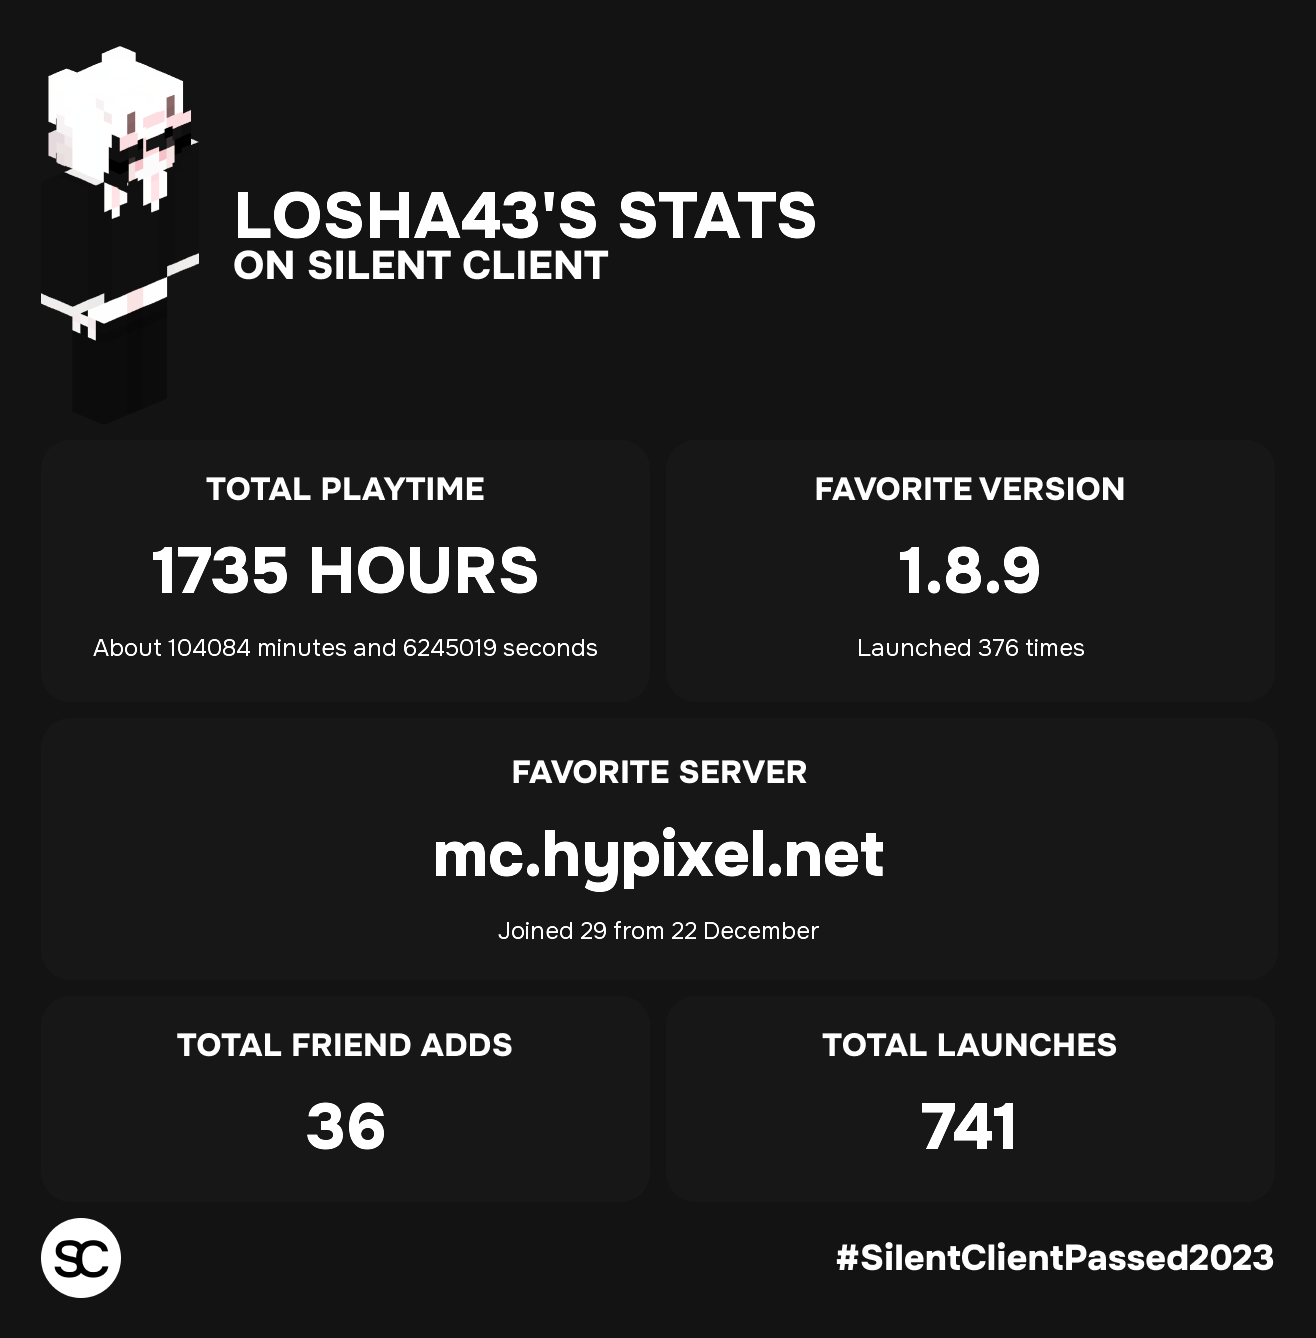 LOSHA43'S STATS
ON SILENT CLIENT
TOTAL PLAYTIME
1735 HOURS
About 104084 minutes and 6245019 seconds
FAVORITE VERSION
1.8.9
Launched 376 times
FAVORITE SERVER
mc.hypixel.net
Joined 29 from 22 December
TOTAL FRIEND ADDS
36
TOTAL LAUNCHES
741
SC
#SilentClientPassed2023